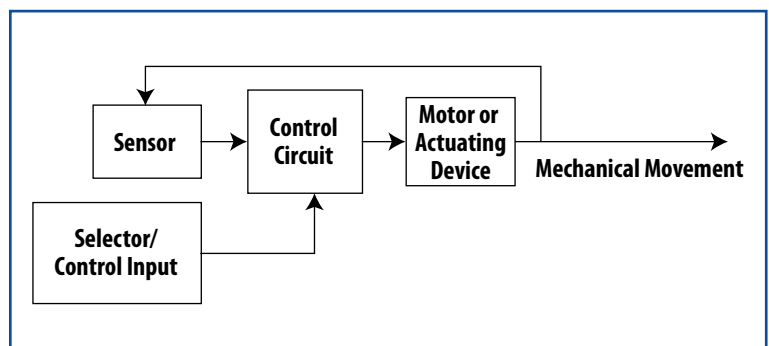 Sensor
Control
Circuit
Motor or
Actuating
Device
Mechanical Movement
Selector/
Control Input